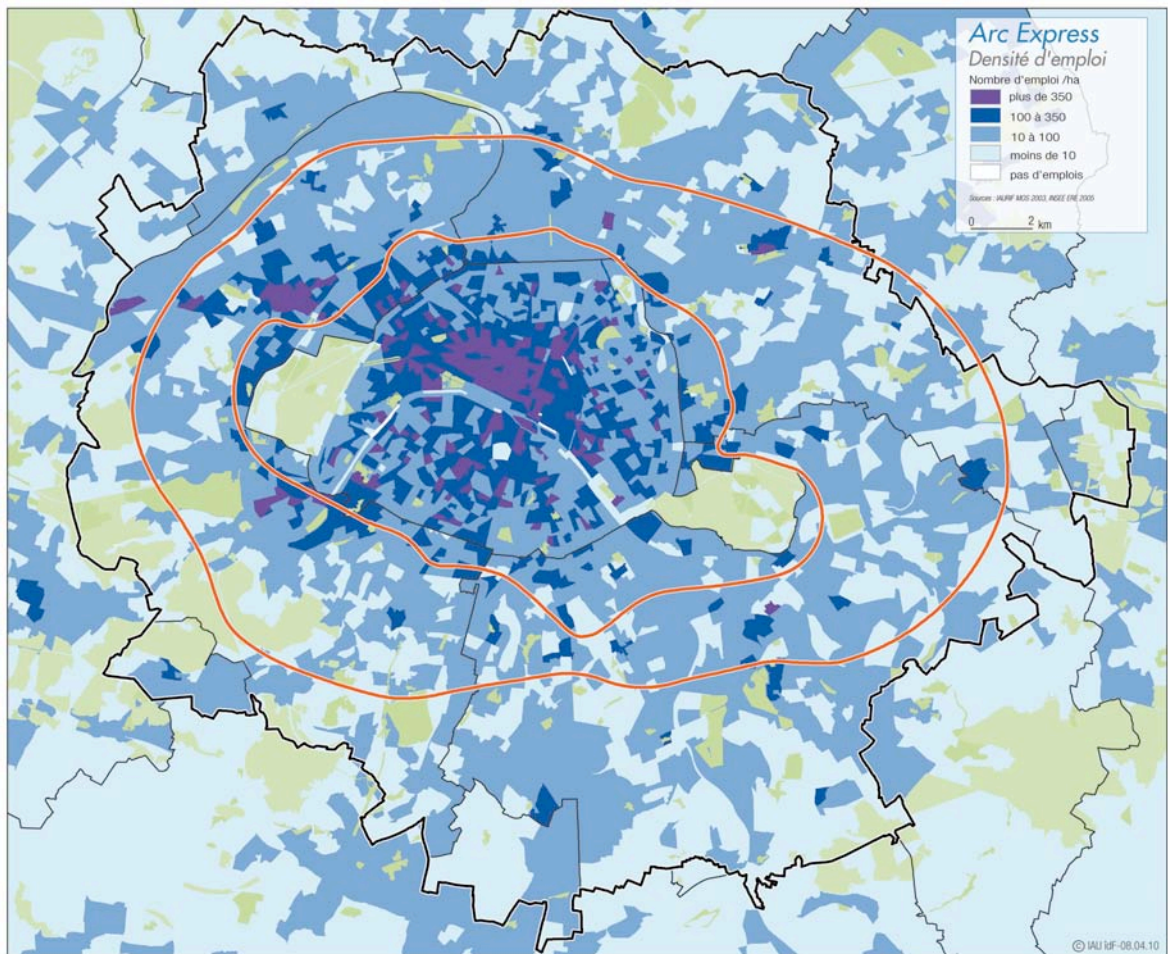 Arc Express
Densité d'emploi
Nombre d'emploi /ha
plus de 350
100 à 350
10 à 100
moins de 10
pas d'emplois
Sources : IAURIF MOS 2003, INSEE ERE 2005
0 2 km
© IAU îdF-08.04.10